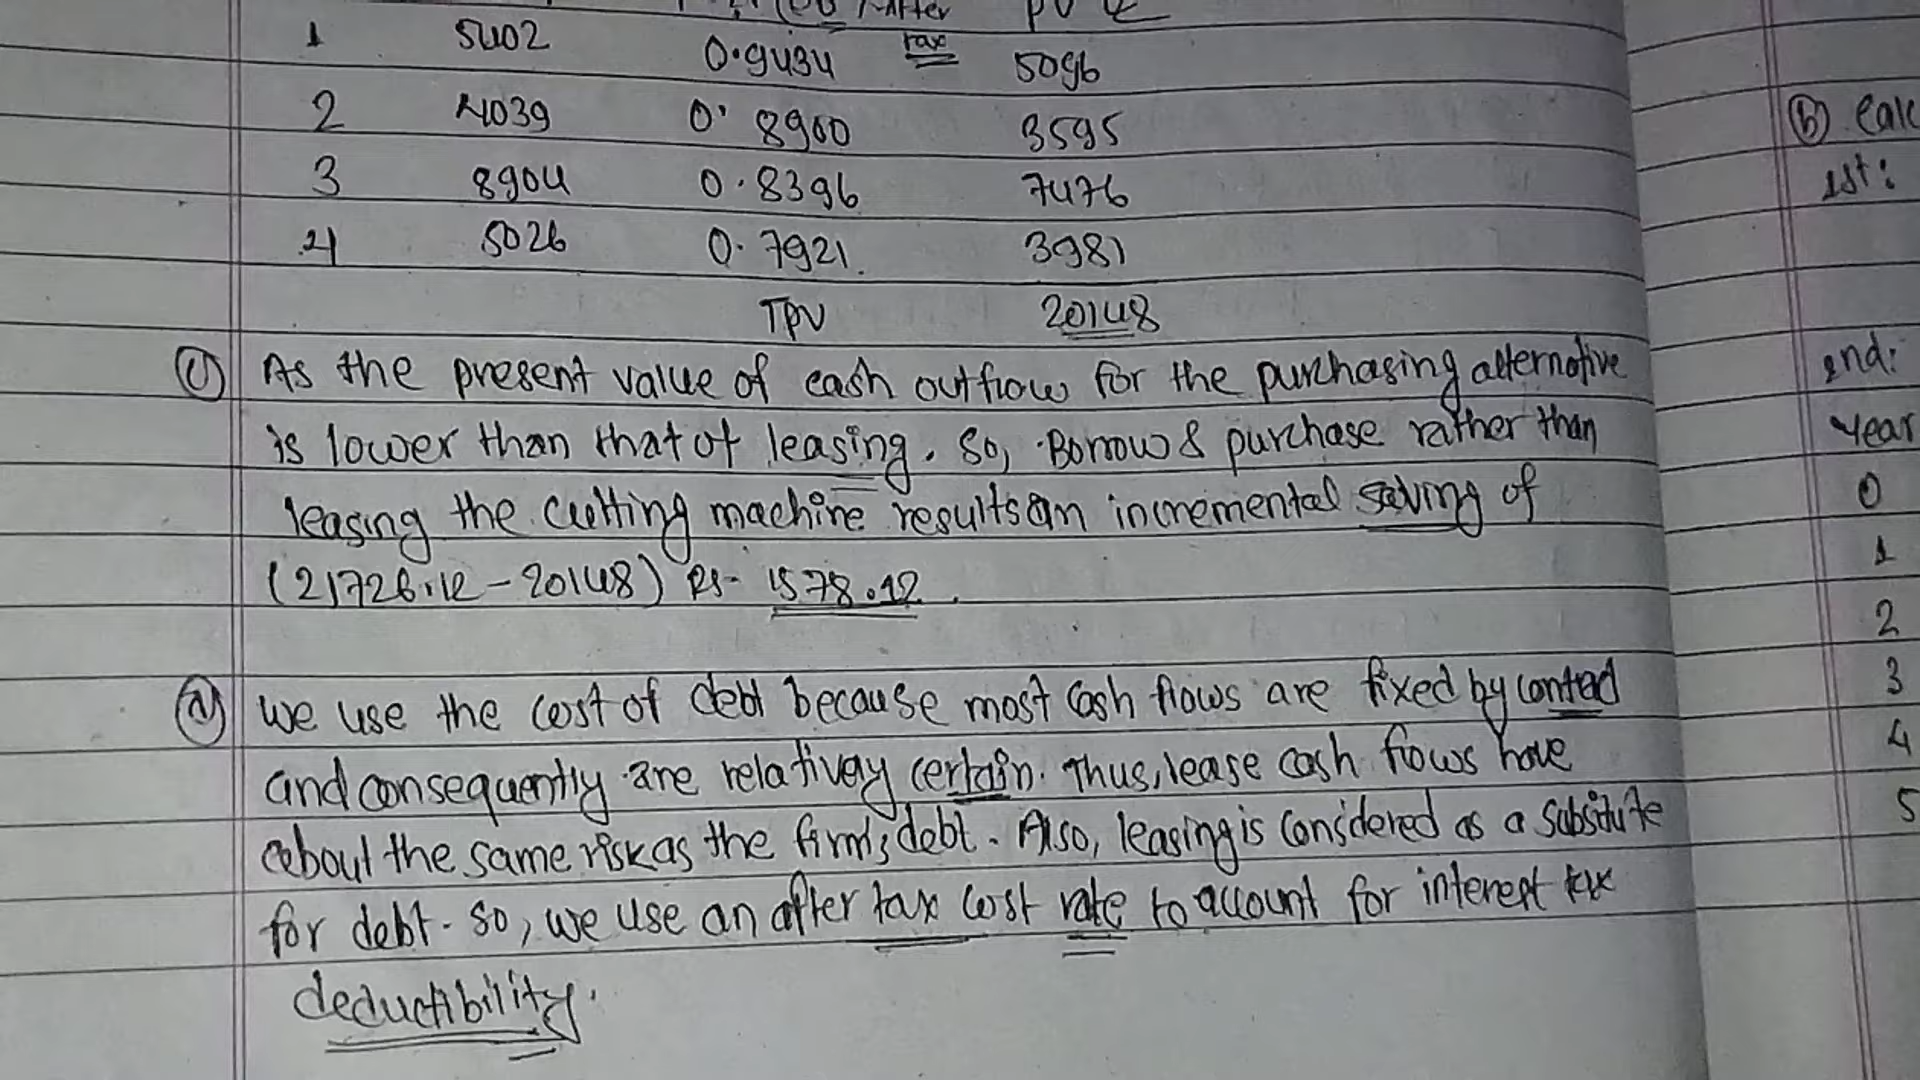 After PV
1 5402 0.9434 tax 5096
2 4039 0.8900 3595
3 8904 0.8396 7476
4 5026 0.7921. 3981
TPV 20148
(c) As the present value of cash outflow for the purchasing alternative
is lower than that of leasing. So, Borrow & purchase rather than
leasing the cutting machine results an incremental saving of
(21726.12 - 20148) Rs- 1578.12.
(d) We use the cost of debt because most cash flows are fixed by
and consequently are relativey certain. Thus, lease cash flows have
about the same risk as the firm's debt. Also, leasing is considered as a subsitute
for debt. So, we use an after tax cost rate to account for interest tax
deductibility.
(b) Calc
1st:
2nd:
Year
0
1
2
3
4
5